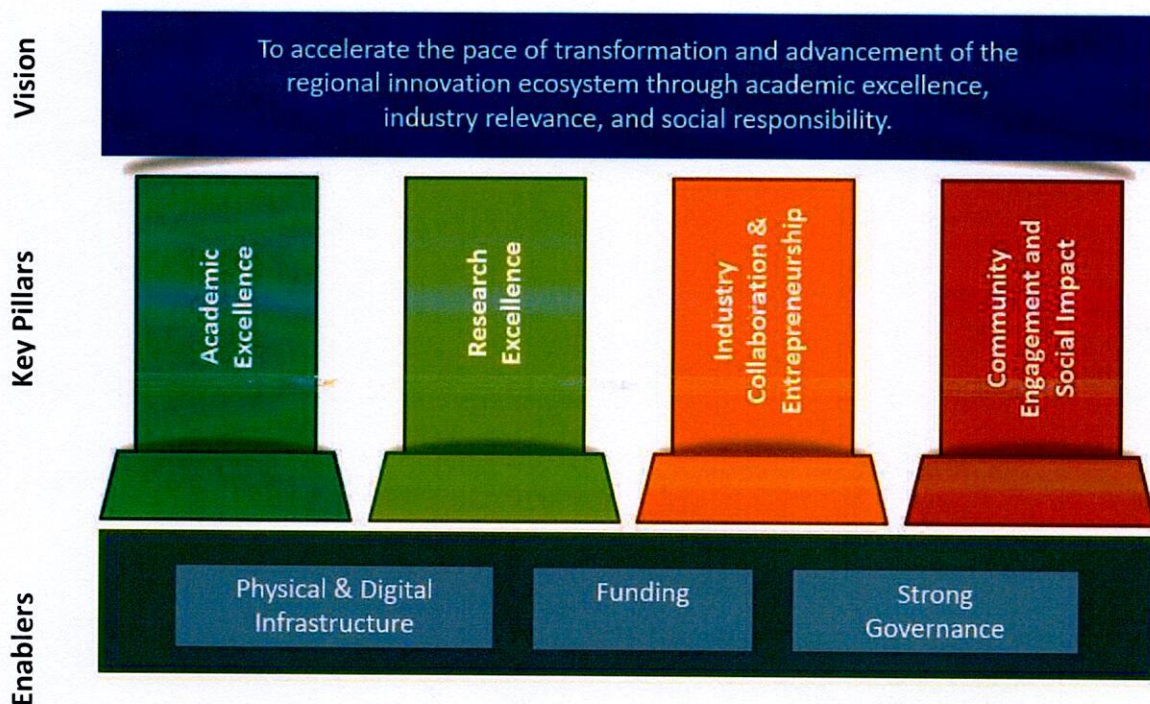 Vision
To accelerate the pace of transformation and advancement of the
regional innovation ecosystem through academic excellence,
industry relevance, and social responsibility.
Key Pillars
Academic
Excellence
Research
Excellence
Industry
Collaboration &
Entrepreneurship
Community
Engagement and
Social Impact
Enablers
Physical & Digital
Infrastructure
Funding
Strong
Governance